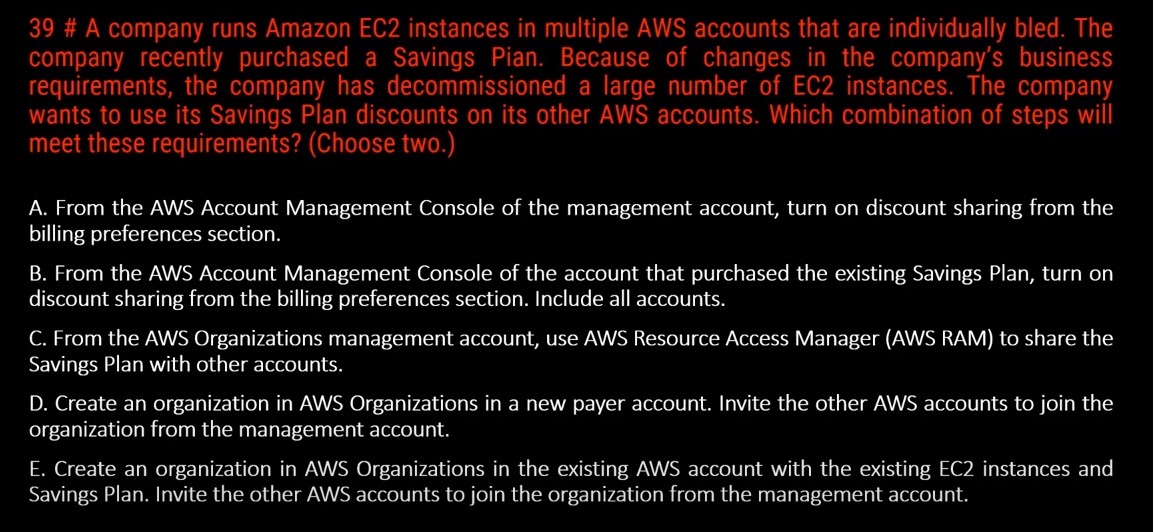 39 # A company runs Amazon EC2 instances in multiple AWS accounts that are individually bled. The
company recently purchased a Savings Pian. Because of changes in the company's business
requirements, the company has decommissioned a large number of EC2 instances. The company
wants to use its Savings Plan discounts on its other AWS accounts. Which combination of steps will
meet these requirements? (Choose two.)
A. From the AWS Account Management Console of the management account, turn on discount sharing from the
billing preferences section.
B. From the AWS Account Management Console of the account that purchased the existing Savings Plan, turn on
discount sharing from the billing preferences section. Include all accounts.
C. From the AWS Organizations management account, use AWS Resource Access Manager (AWS RAM) to share the
Savings Plan with other accounts.
D. Create an organization in AWS Organizations in a new payer account. Invite the other AWS accounts to join the
organization from the management account.
E. Create an organization in AWS Organizations in the existing AWS account with the existing EC2 instances and
Savings Plan. Invite the other AWS accounts to join the organization from the management account.